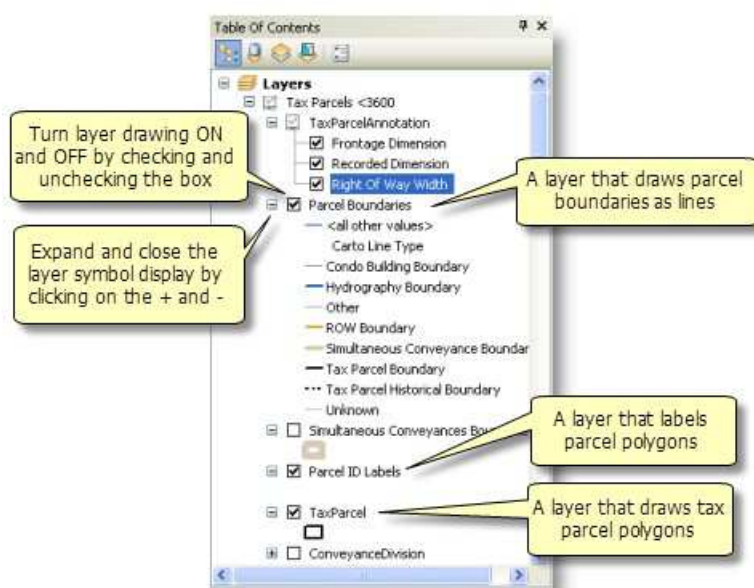 Table Of Contents
Layers
Tax Parcels <3600
TaxParcelAnnotation
Frontage Dimension
Recorded Dimension
Right Of Way Width
Parcel Boundaries
<all other values>
Carto Line Type
Condo Building Boundary
Hydrography Boundary
Other
ROW Boundary
Simultaneous Conveyance Boundar
Tax Parcel Boundary
Tax Parcel Historical Boundary
Unknown
Simultaneous Conveyances Bou
Parcel ID Labels
TaxParcel
ConveyanceDivision
Turn layer drawing ON
and OFF by checking and
unchecking the box
Expand and close the
layer symbol display by
clicking on the + and -
A layer that draws parcel
boundaries as lines
A layer that labels
parcel polygons
A layer that draws tax
parcel polygons